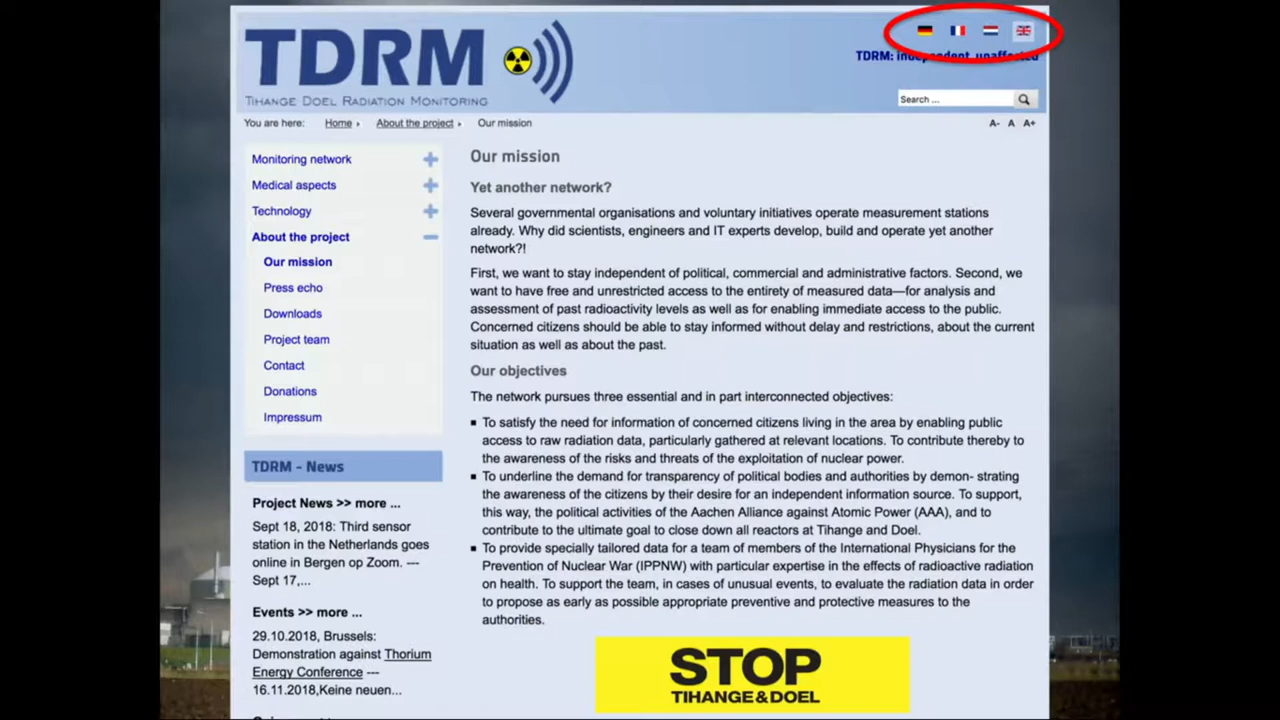 TDRM
TIHANGE DOEL RADIATION MONITORING
TDRM: independent, unaffected
Search ...
You are here: Home About the project Our mission
A- A A+
Monitoring network
Medical aspects
Technology
About the project
Our mission
Press echo
Downloads
Project team
Contact
Donations
Impressum
TDRM - News
Project News >> more ...
Sept 18, 2018: Third sensor
station in the Netherlands goes
online in Bergen op Zoom. ---
Sept 17,...
Events >> more ...
29.10.2018, Brussels:
Demonstration against Thorium
Energy Conference ---
16.11.2018,Keine neuen...
Our mission
Yet another network?
Several governmental organisations and voluntary initiatives operate measurement stations
already. Why did scientists, engineers and IT experts develop, build and operate yet another
network?!
First, we want to stay independent of political, commercial and administrative factors. Second, we
want to have free and unrestricted access to the entirety of measured data—for analysis and
assessment of past radioactivity levels as well as for enabling immediate access to the public.
Concerned citizens should be able to stay informed without delay and restrictions, about the current
situation as well as about the past.
Our objectives
The network pursues three essential and in part interconnected objectives:
To satisfy the need for information of concerned citizens living in the area by enabling public
access to raw radiation data, particularly gathered at relevant locations. To contribute thereby to
the awareness of the risks and threats of the exploitation of nuclear power.
To underline the demand for transparency of political bodies and authorities by demon- strating
the awareness of the citizens by their desire for an independent information source. To support,
this way, the political activities of the Aachen Alliance against Atomic Power (AAA), and to
contribute to the ultimate goal to close down all reactors at Tihange and Doel.
To provide specially tailored data for a team of members of the International Physicians for the
Prevention of Nuclear War (IPPNW) with particular expertise in the effects of radioactive radiation
on health. To support the team, in cases of unusual events, to evaluate the radiation data in order
to propose as early as possible appropriate preventive and protective measures to the
authorities.
STOP
TIHANGE & DOEL